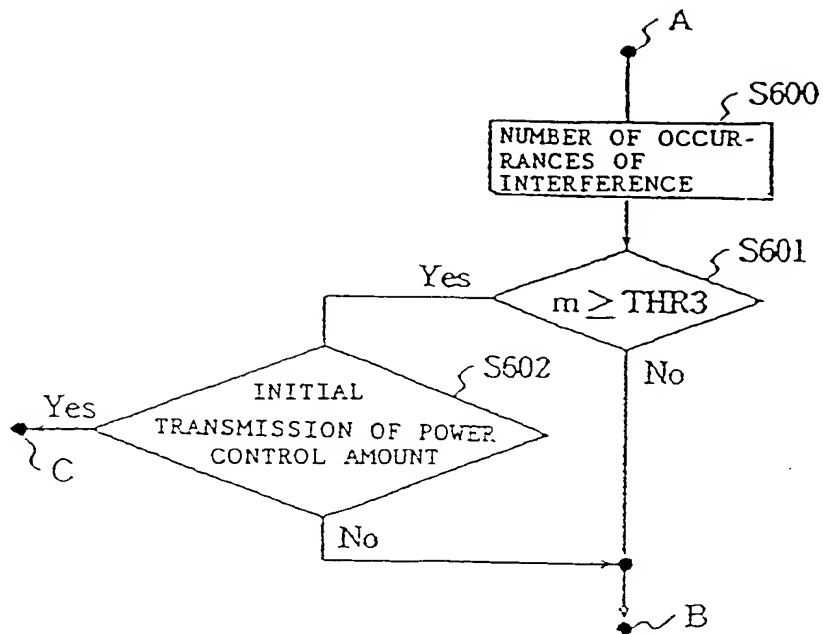 A
S600
NUMBER OF OCCUR-
RANCES OF
INTERFERENCE
S601
Yes
m ≥ THR3
No
S602
INITIAL
TRANSMISSION OF POWER
CONTROL AMOUNT
Yes
C
No
B